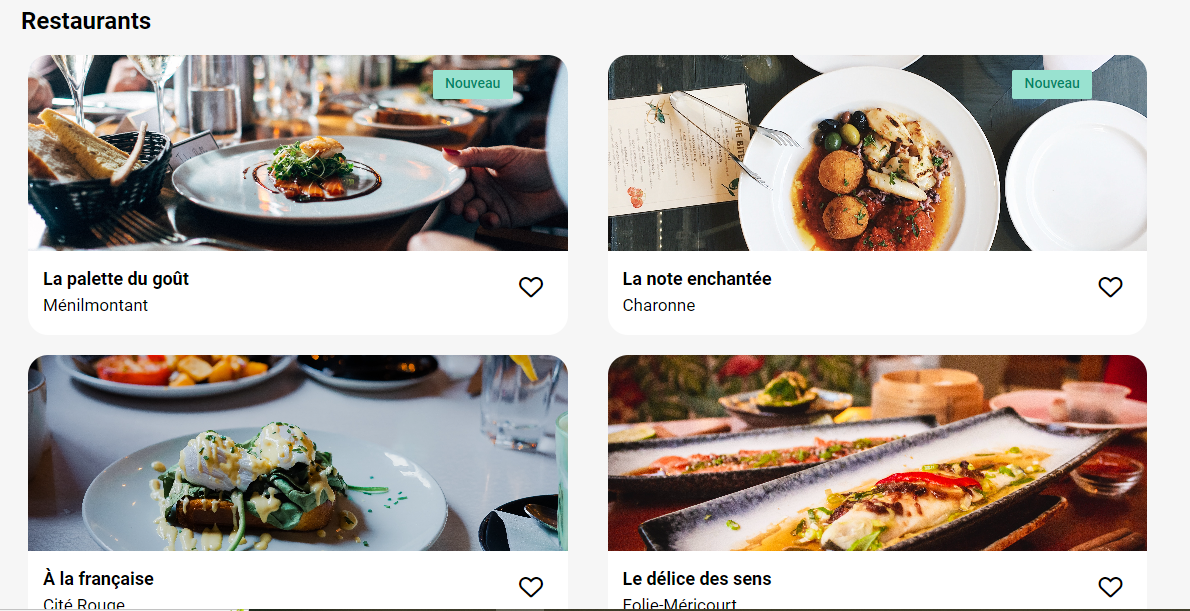 Restaurants
Nouveau
Nouveau
La palette du goût
Ménilmontant
La note enchantée
Charonne
À la française
Cité Rouge
Le délice des sens
Folie-Méricourt